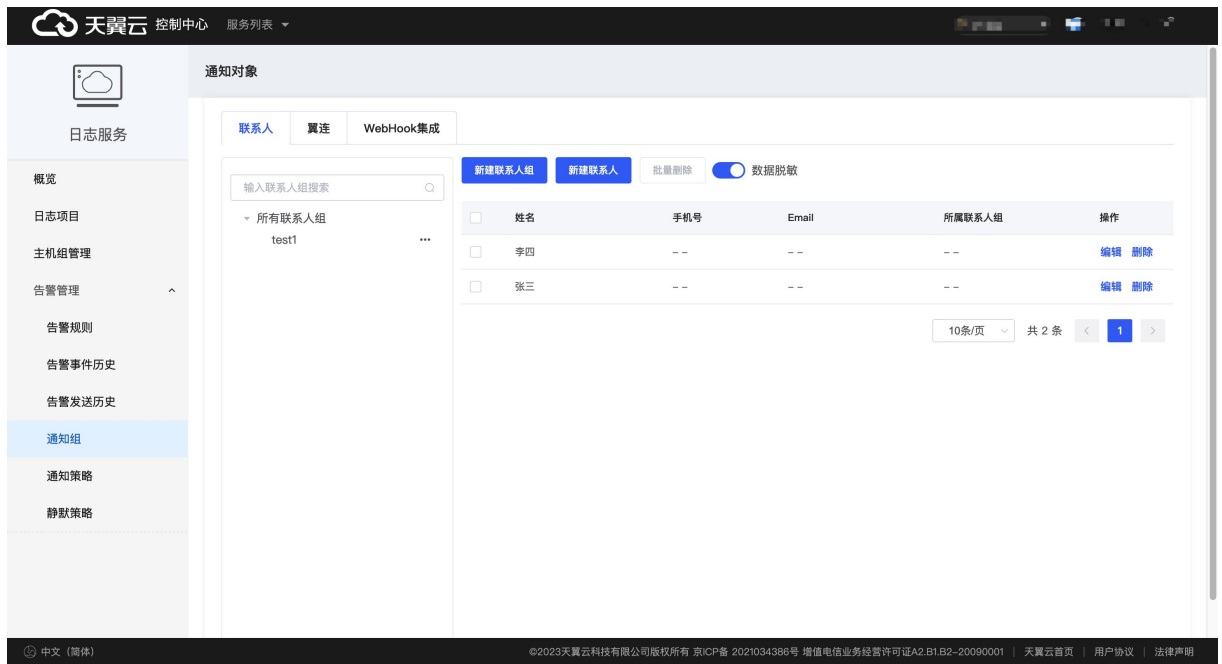 天翼云 控制中心 服务列表
日志服务
概览
日志项目
主机组管理
告警管理
告警规则
告警事件历史
告警发送历史
通知组
通知策略
静默策略
通知对象
联系人 翼连 WebHook集成
输入联系人组搜索
所有联系人组
test1 •••
新建联系人组 新建联系人 批量删除 数据脱敏
姓名 手机号 Email 所属联系人组 操作
李四 -- -- -- 编辑 删除
张三 -- -- -- 编辑 删除
10条/页 共 2 条 < 1 >
中文（简体） ©2023天翼云科技有限公司版权所有 京ICP备 2021034386号 增值电信业务经营许可证A2.B1.B2-20090001 | 天翼云首页 | 用户协议 | 法律声明